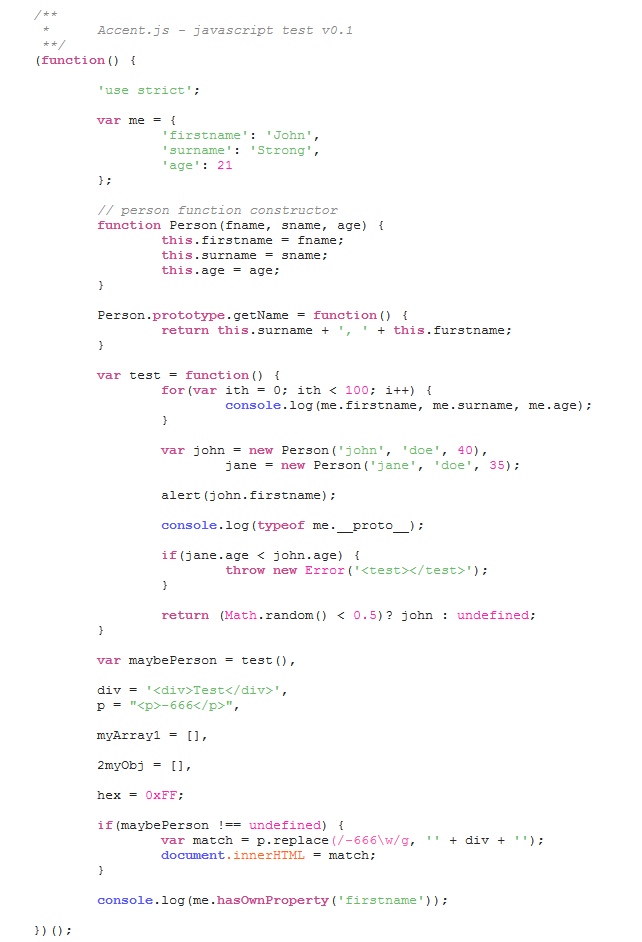 /**
 *      Accent.js - javascript test v0.1
 **/
(function() {
        'use strict';
        var me = {
                'firstname': 'John',
                'surname': 'Strong',
                'age': 21
        };
        // person function constructor
        function Person(fname, sname, age) {
                this.firstname = fname;
                this.surname = sname;
                this.age = age;
        }
        Person.prototype.getName = function() {
                return this.surname + ', ' + this.furstname;
        }
        var test = function() {
                for(var ith = 0; ith < 100; i++) {
                        console.log(me.firstname, me.surname, me.age);
                }
                var john = new Person('john', 'doe', 40),
                        jane = new Person('jane', 'doe', 35);
                alert(john.firstname);
                console.log(typeof me.__proto__);
                if(jane.age < john.age) {
                        throw new Error('<test></test>');
                }
                return (Math.random() < 0.5)? john : undefined;
        }
        var maybePerson = test(),
        div = '<div>Test</div>',
        p = "<p>-666</p>",
        myArray1 = [],
        2myObj = [],
        hex = 0xFF;
        if(maybePerson !== undefined) {
                var match = p.replace(/-666\w/g, '' + div + '');
                document.innerHTML = match;
        }
        console.log(me.hasOwnProperty('firstname'));
})();